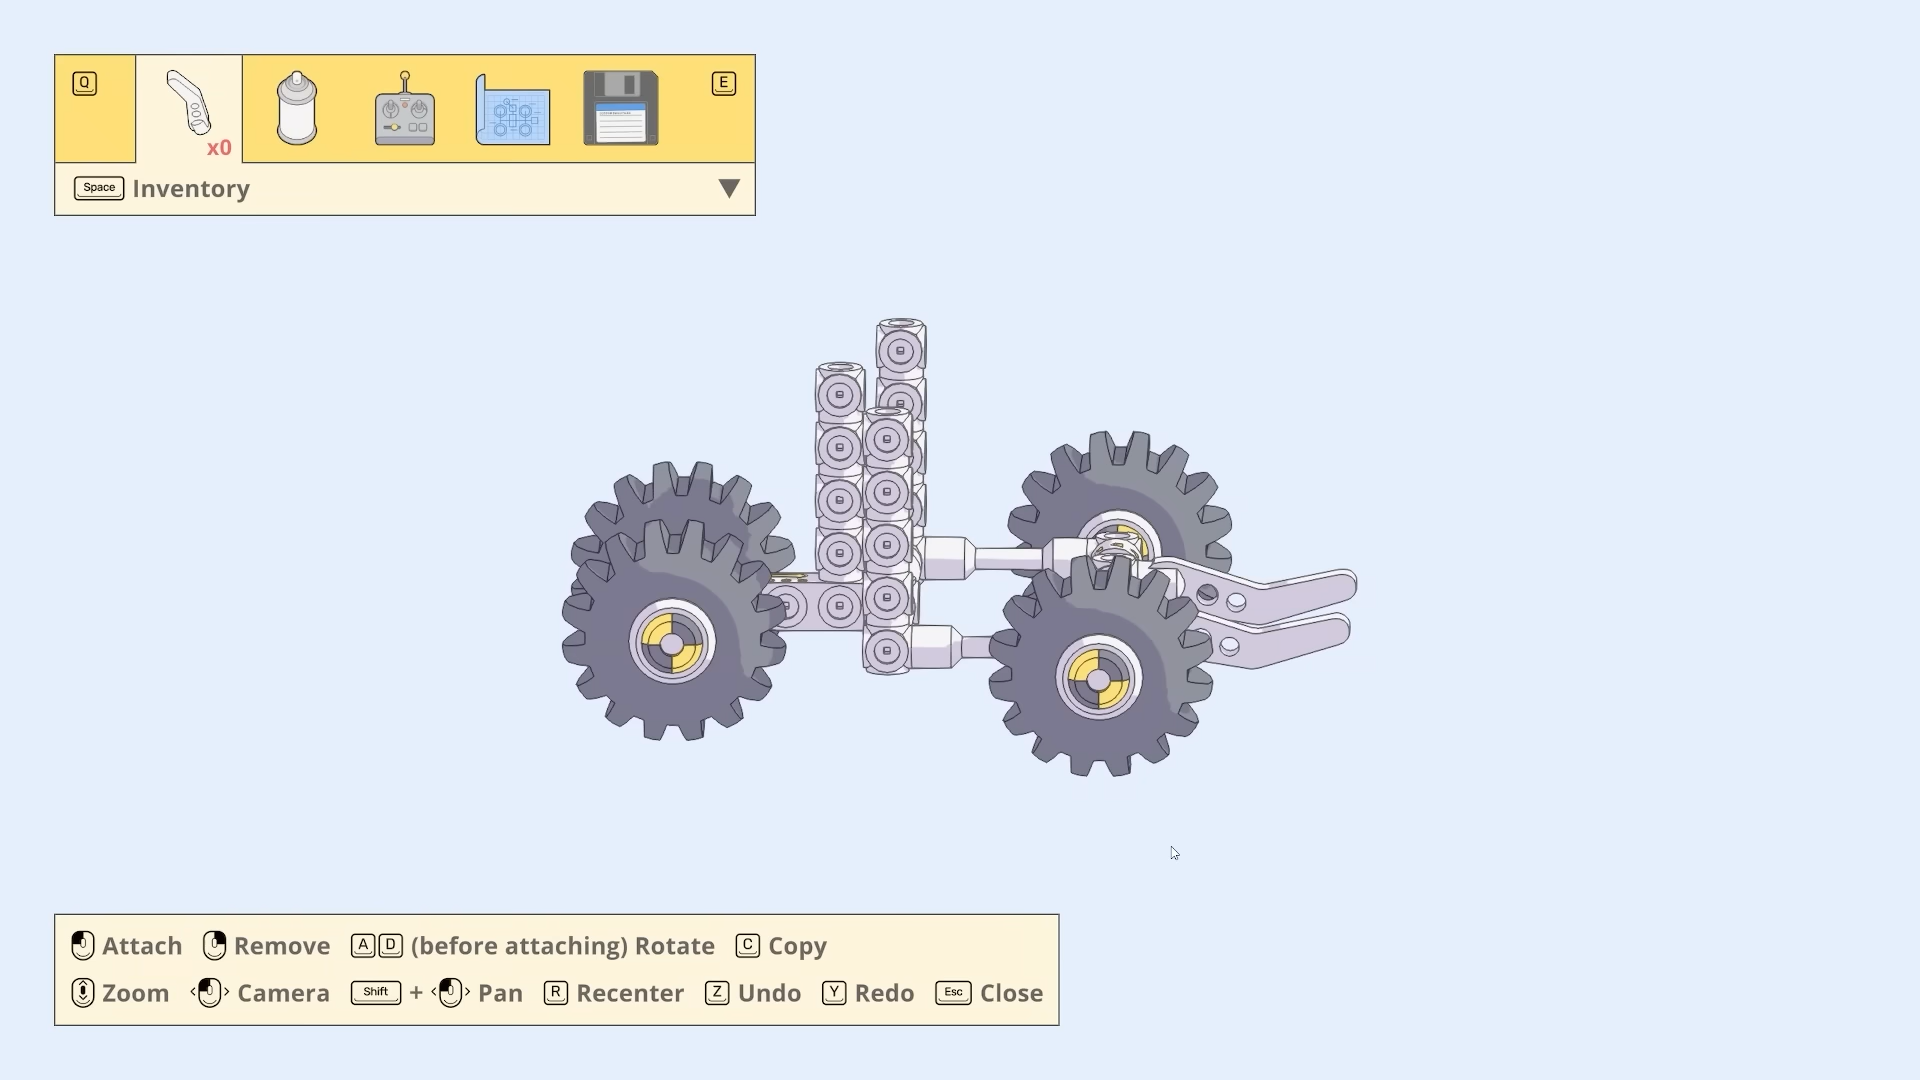 Q
E
x0
Space Inventory
Attach Remove A D (before attaching) Rotate C Copy
Zoom Camera Shift + Pan R Recenter Z Undo Y Redo Esc Close